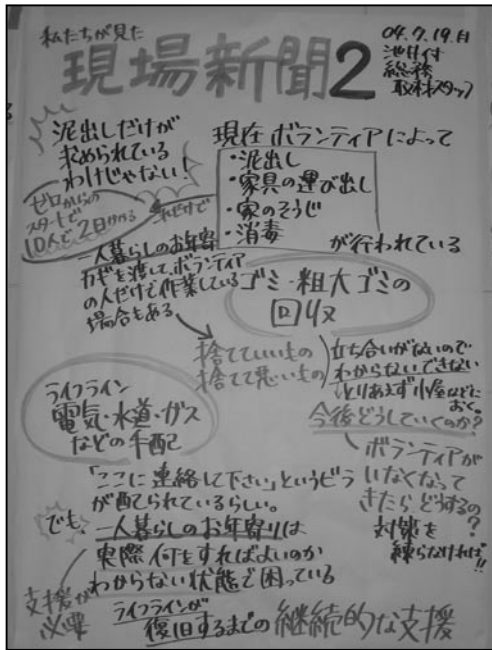 私たちが見た
現場新聞2
04.7.19.月
総務
取材スタッフ
泥出しだけが
求められている
わけじゃない!
現在ボランティアによって
・泥出し
・家具の運び出し
・家のそうじ
・消毒
が行われている
ゼロからの
スタートで
10人で2日かかる
それだけで
一人暮らしのお年寄
カギを渡して、ボランティア
の人だけで作業している
場合もある
ゴミ・粗大ゴミの
回収
捨てていいもの
捨てて悪いもの
立ち合いがないので
わからない できない
とりあえず小屋などに
おく。
今後どうしていくのか?
ライフライン
電気・水道・ガス
などの手配
ボランティアが
いなくなって
きたらどうするの
?
対策を
練らなければ!!
「ここに連絡して下さい」というビラ
が配られているらしい。
でも、一人暮らしのお年寄りは
実際何をすればよいのか
わからない状態で困っている
支援が
必要
ライフラインが
復旧するまでの継続的な支援